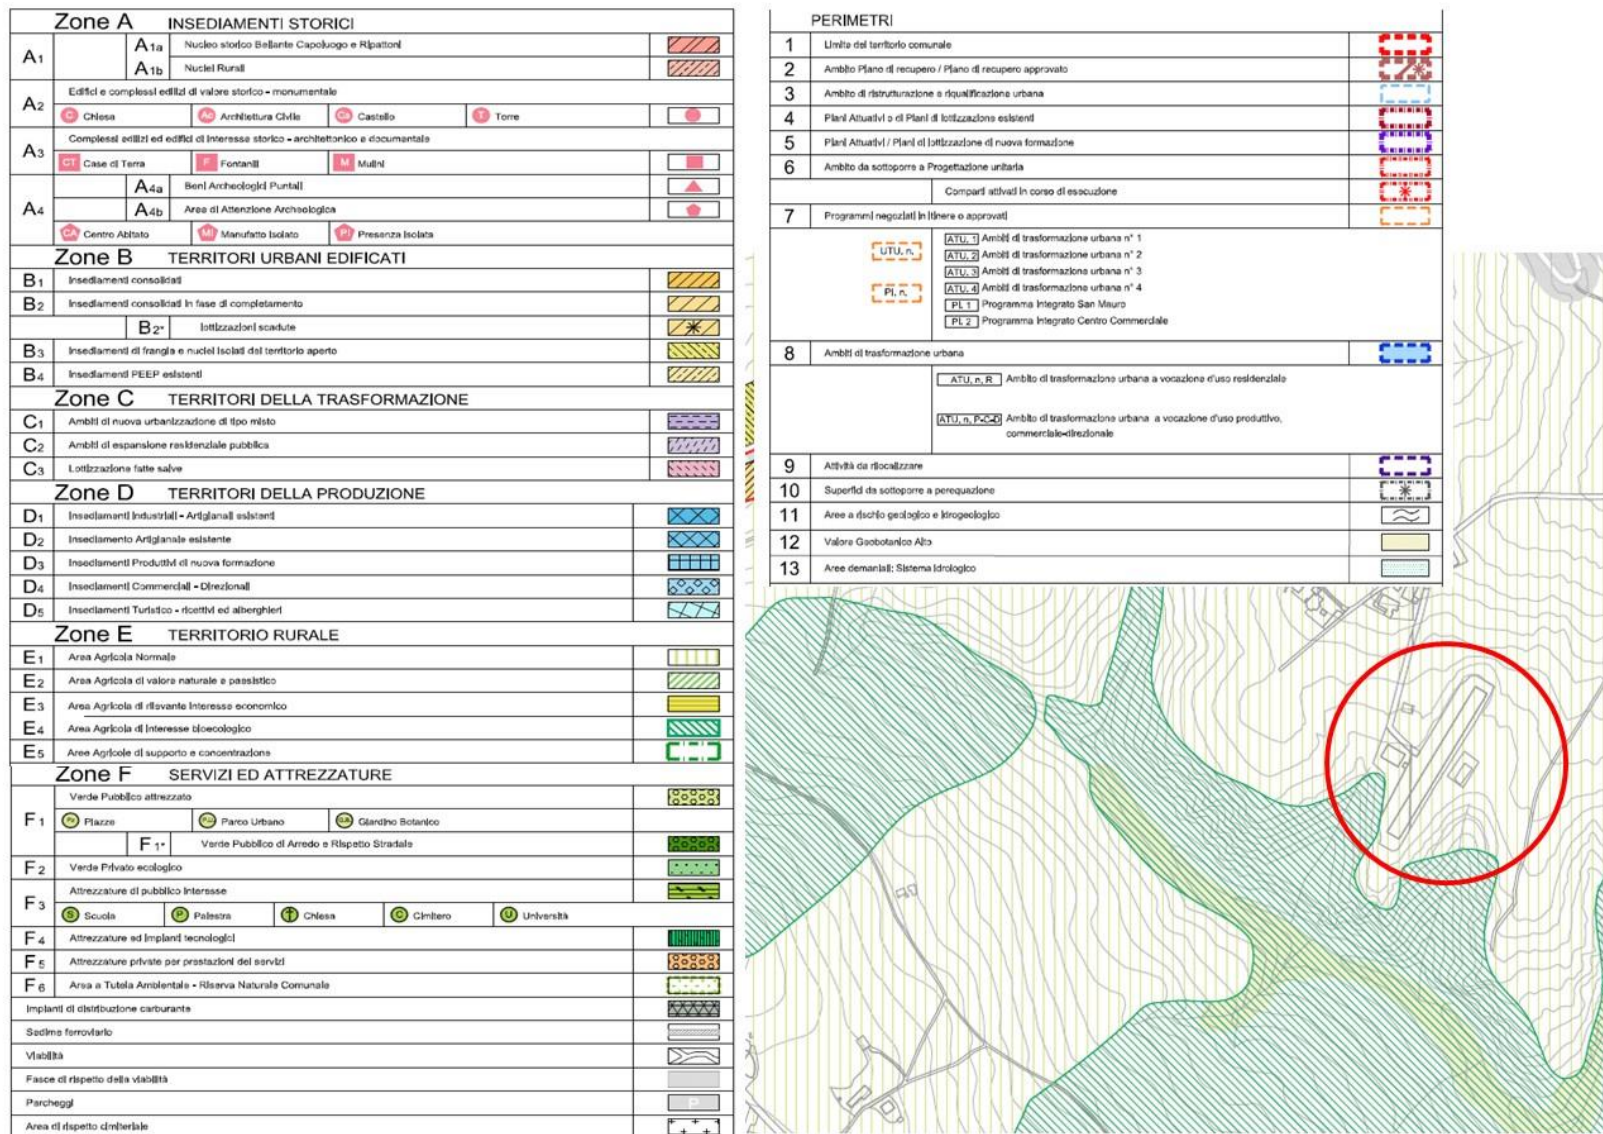 Zone A INSEDIAMENTI STORICI
A1
A1a Nucleo storico Bellante Capoluogo e Ripattoni
A1b Nuclei Rurali
A2 Edifici e complessi edilizi di valore storico - monumentale
C Chiesa Ac Architettura Civile Ca Castello T Torre
A3 Complessi edilizi ed edifici di interesse storico - architettonico e documentale
CT Case di Terra F Fontanili M Mulini
A4
A4a Beni Archeologici Puntali
A4b Area di Attenzione Archeologica
CA Centro Abitato MI Manufatto Isolato PI Presenza Isolata
Zone B TERRITORI URBANI EDIFICATI
B1 Insediamenti consolidati
B2 Insediamenti consolidati in fase di completamento
B2* lottizzazioni scadute
B3 Insediamenti di frangia e nuclei isolati del territorio aperto
B4 Insediamenti PEEP esistenti
Zone C TERRITORI DELLA TRASFORMAZIONE
C1 Ambiti di nuova urbanizzazione di tipo misto
C2 Ambiti di espansione residenziale pubblica
C3 Lottizzazione fatte salve
Zone D TERRITORI DELLA PRODUZIONE
D1 Insediamenti Industriali - Artigianali esistenti
D2 Insediamento Artigianale esistente
D3 Insediamenti Produttivi di nuova formazione
D4 Insediamenti Commerciali - Direzionali
D5 Insediamenti Turistico - ricettivi ed alberghieri
Zone E TERRITORIO RURALE
E1 Area Agricola Normale
E2 Area Agricola di valore naturale e paesistico
E3 Area Agricola di rilevante interesse economico
E4 Area Agricola di Interesse bioecologico
E5 Aree Agricole di supporto e concentrazione
Zone F SERVIZI ED ATTREZZATURE
F1 Verde Pubblico attrezzato
Pz Piazze P.U. Parco Urbano G.B. Giardino Botanico
F1* Verde Pubblico di Arredo e Rispetto Stradale
F2 Verde Privato ecologico
F3 Attrezzature di pubblico Interesse
S Scuola P Palestra Chiesa C Cimitero U Università
F4 Attrezzature ed Impianti tecnologici
F5 Attrezzature private per prestazioni dei servizi
F6 Area a Tutela Ambientale - Riserva Naturale Comunale
Impianti di distribuzione carburante
Sedime ferroviario
Viabilità
Fasce di rispetto della viabilità
Parcheggi P
Area di rispetto cimiteriale
PERIMETRI
1 Limite del territorio comunale
2 Ambito Piano di recupero / Piano di recupero approvato
3 Ambito di ristrutturazione e riqualificazione urbana
4 Piani Attuativi o di Piani di lottizzazione esistenti
5 Piani Attuativi / Piani di lottizzazione di nuova formazione
6 Ambito da sottoporre a Progettazione unitaria
Comparti attivati in corso di esecuzione
7 Programmi negoziati in itinere o approvati
UTU. n.
PI. n.
ATU. 1 Ambiti di trasformazione urbana n° 1
ATU. 2 Ambiti di trasformazione urbana n° 2
ATU. 3 Ambiti di trasformazione urbana n° 3
ATU. 4 Ambiti di trasformazione urbana n° 4
PI. 1 Programma Integrato San Mauro
PI. 2 Programma Integrato Centro Commerciale
8 Ambiti di trasformazione urbana
ATU. n. R Ambito di trasformazione urbana a vocazione d'uso residenziale
ATU. n. P-C-D Ambito di trasformazione urbana a vocazione d'uso produttivo,
commerciale-direzionale
9 Attività da rilocalizzare
10 Superfici da sottoporre a perequazione
11 Aree a rischio geologico e idrogeologico
12 Valore Geobotanico Alto
13 Aree demaniali: Sistema Idrologico